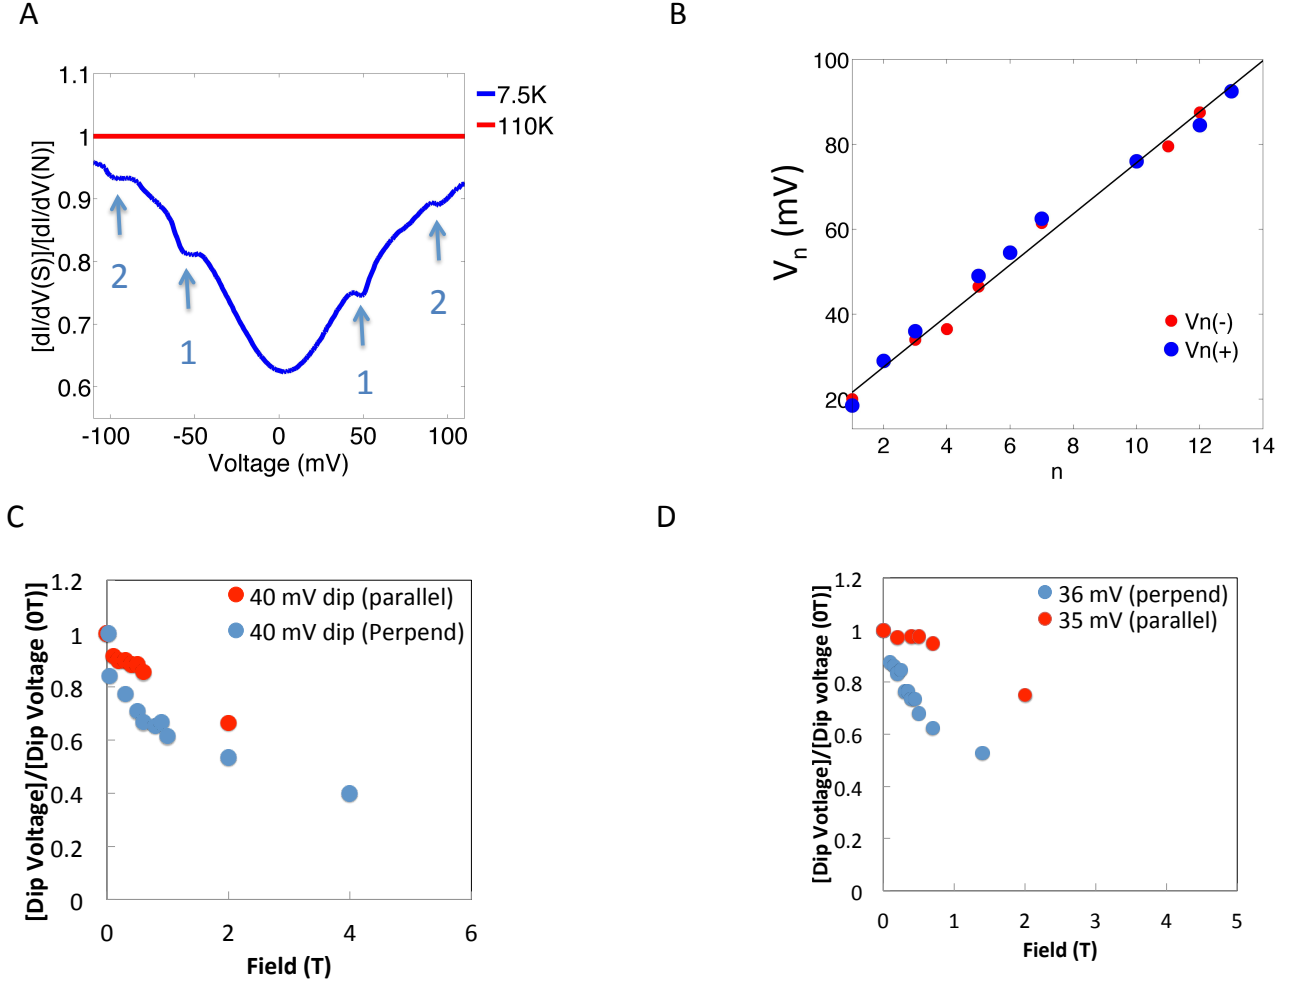 A
[dI/dV(S)]/[dI/dV(N)]
1.1
1
0.9
0.8
0.7
0.6
7.5K
110K
2
1
1
2
-100
-50
0
50
100
Voltage (mV)
B
Vn (mV)
100
80
60
40
20
Vn(-)
Vn(+)
2
4
6
8
10
12
14
n
C
[Dip Voltage]/[Dip Voltage (0T)]
1.2
1
0.8
0.6
0.4
0.2
0
40 mV dip (parallel)
40 mV dip (Perpend)
0
2
4
6
Field (T)
D
[Dip Votlage]/[Dip voltage (0T)]
1.2
1
0.8
0.6
0.4
0.2
0
36 mV (perpend)
35 mV (parallel)
0
1
2
3
4
5
Field (T)